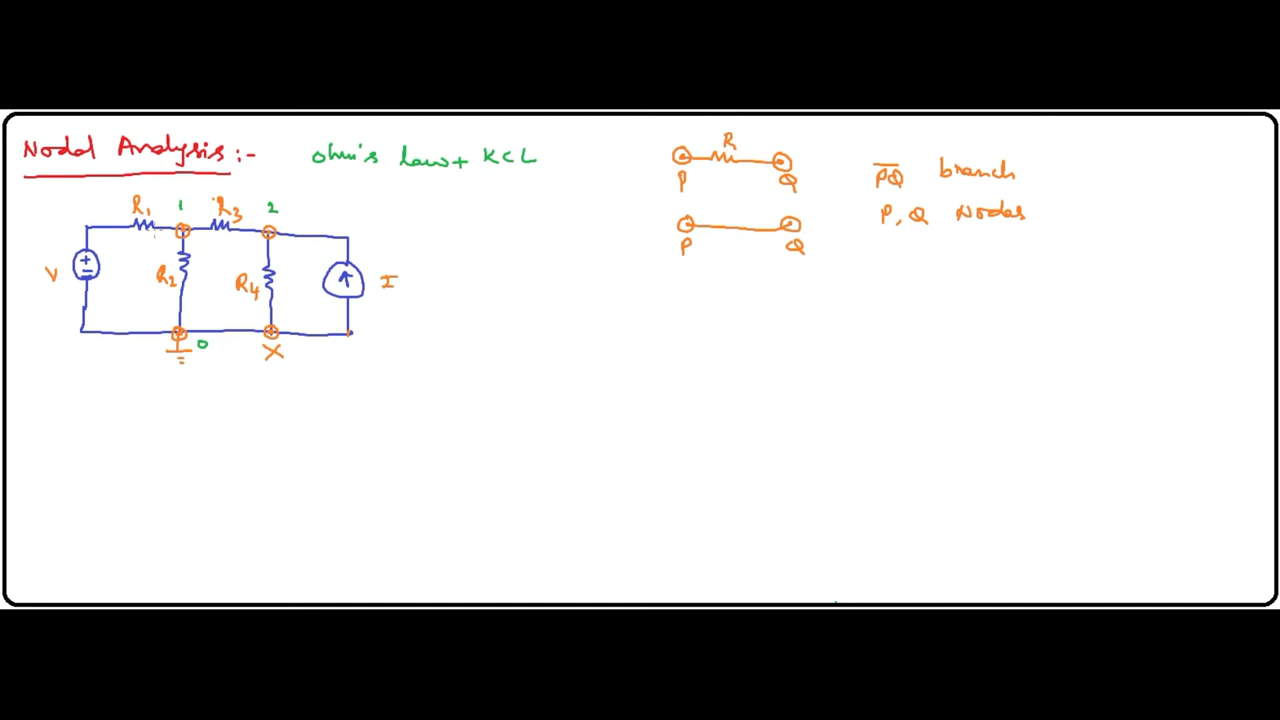 Nodal Analysis:-
ohm's law + KCL
R
P Q
P Q
PQ branch
P, Q Nodes
R1 1 R3 2
V R2 R4 I
0 X